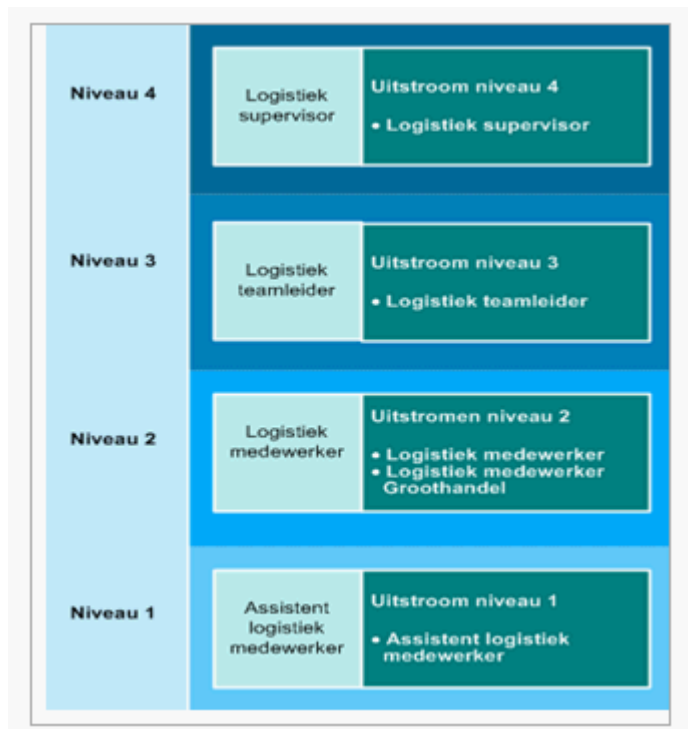 Niveau 4
Logistiek
supervisor
Uitstroom niveau 4
• Logistiek supervisor
Niveau 3
Logistiek
teamleider
Uitstroom niveau 3
• Logistiek teamleider
Niveau 2
Logistiek
medewerker
Uitstromen niveau 2
• Logistiek medewerker
• Logistiek medewerker
Groothandel
Niveau 1
Assistent
logistiek
medewerker
Uitstroom niveau 1
• Assistent logistiek
medewerker